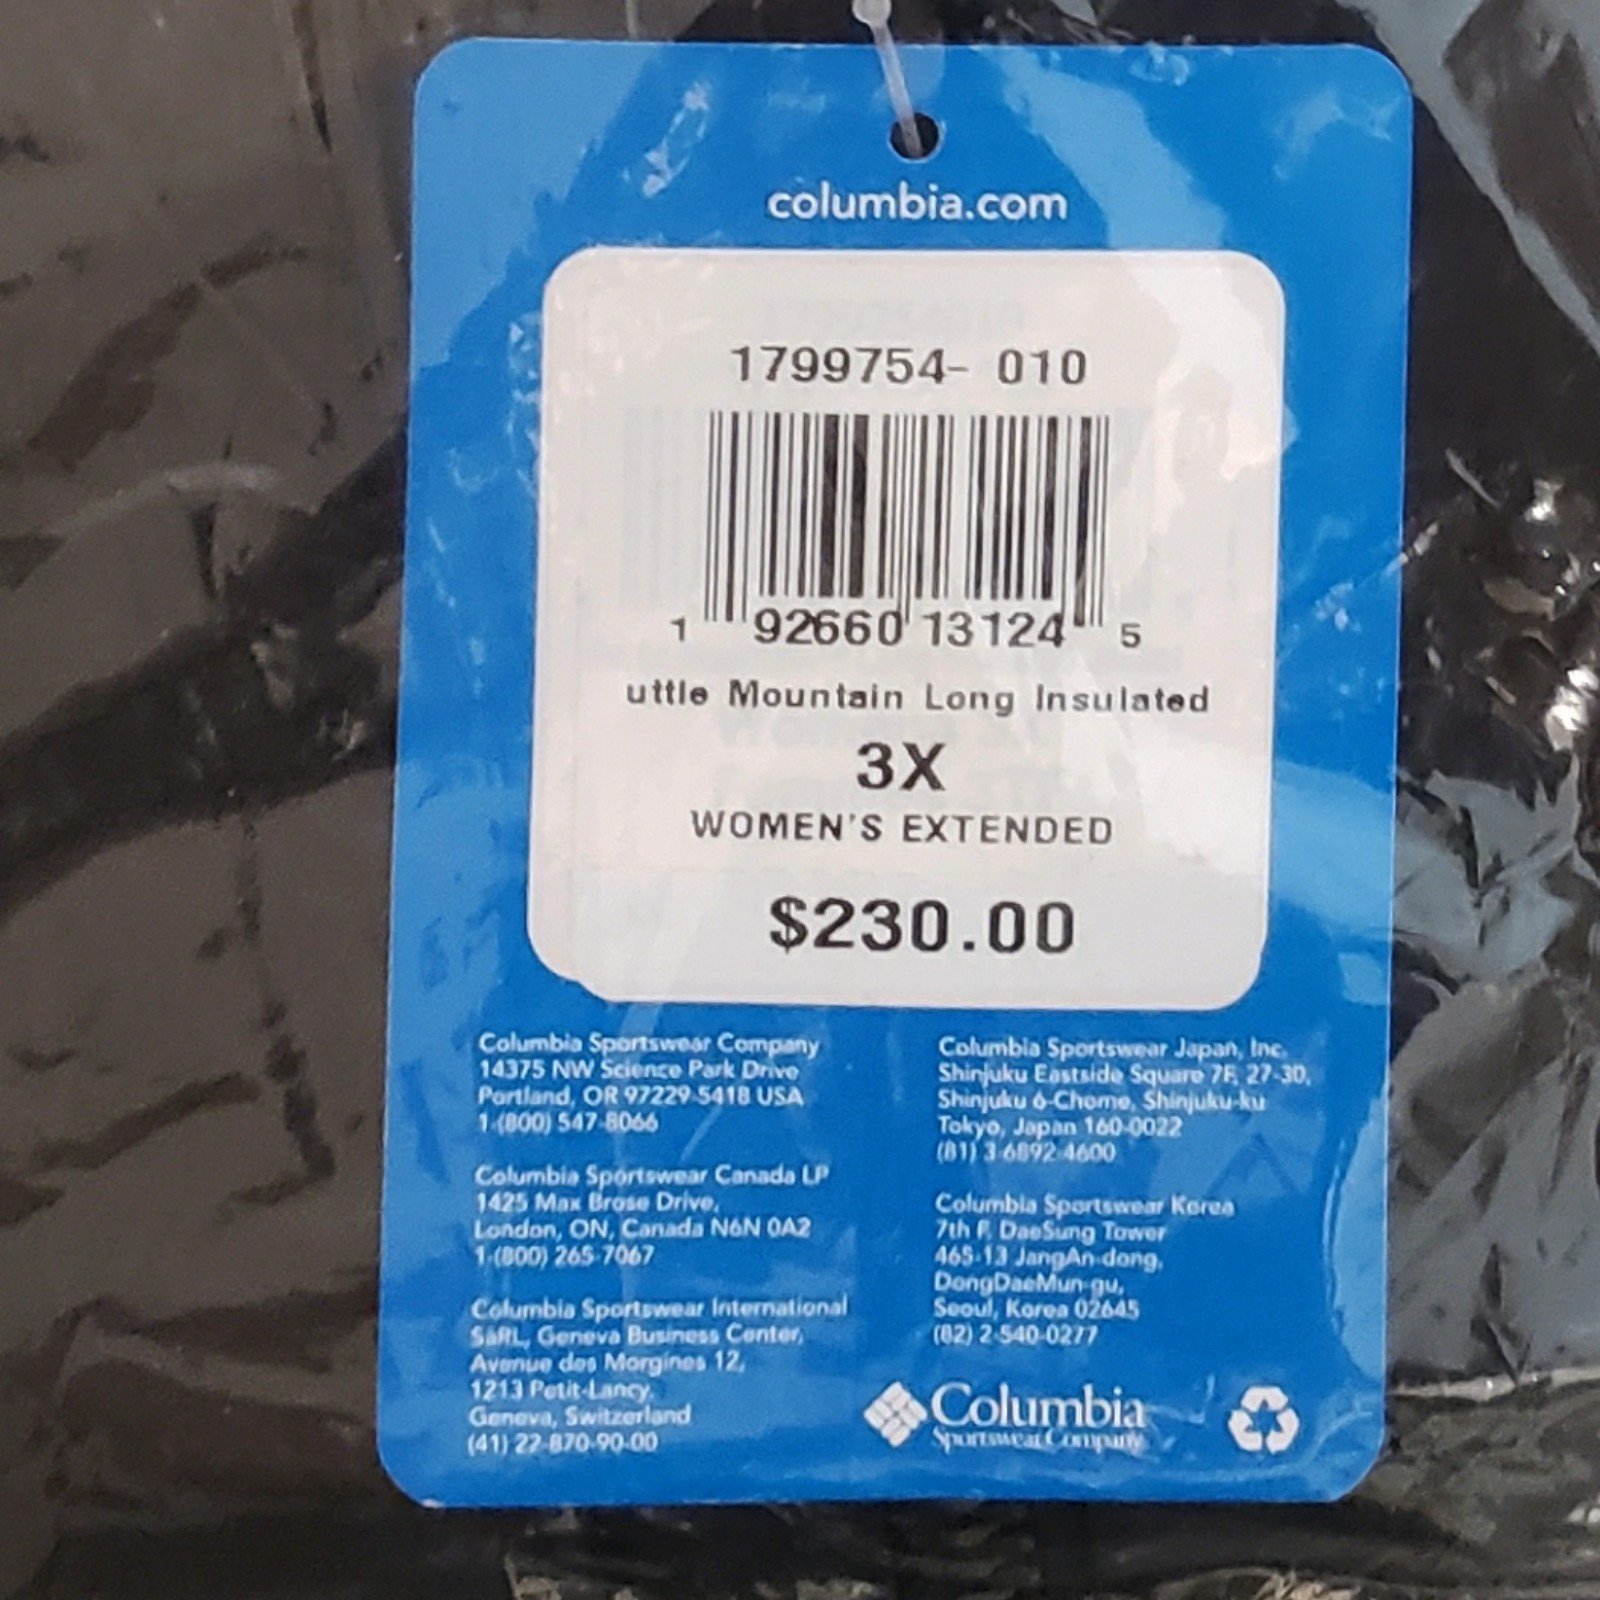 columbia.com
1799754- 010
1 92660 13124 5
uttle Mountain Long Insulated
3X
WOMEN'S EXTENDED
$230.00
Columbia Sportswear Company
14375 NW Science Park Drive
Portland, OR 97229-5418 USA
1-(800) 547-8066
Columbia Sportswear Canada LP
1425 Max Brose Drive,
London, ON, Canada N6N 0A2
1-(800) 265-7067
Columbia Sportswear International
SaRL, Geneva Business Center,
Avenue des Morgines 12,
1213 Petit-Lancy,
Geneva, Switzerland
(41) 22-870-90-00
Columbia Sportswear Japan, Inc.
Shinjuku Eastside Square 7F, 27-30,
Shinjuku 6-Chome, Shinjuku-ku
Tokyo, Japan 160-0022
(81) 3-6892-4600
Columbia Sportswear Korea
7th F. DaeSung Tower
465-13 JangAn-dong,
DongDaeMun-gu,
Seoul, Korea 02645
(82) 2-540-0277
Columbia
Sportswear Company